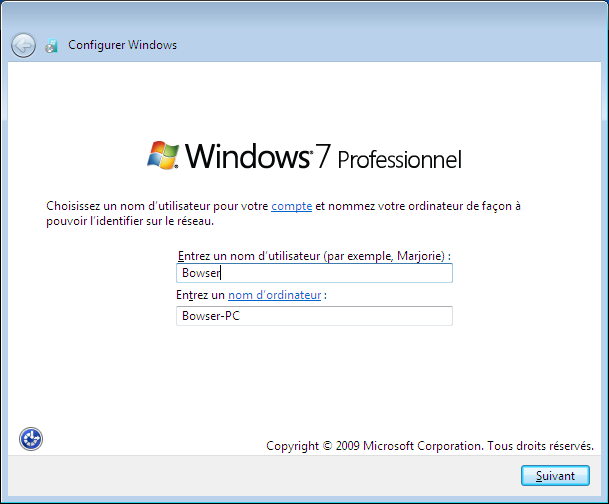 Configurer Windows
Windows® 7 Professionnel
Choisissez un nom d'utilisateur pour votre compte et nommez votre ordinateur de façon à
pouvoir l'identifier sur le réseau.
Entrez un nom d'utilisateur (par exemple, Marjorie) :
Bowser
Entrez un nom d'ordinateur :
Bowser-PC
Copyright © 2009 Microsoft Corporation. Tous droits réservés.
Suivant